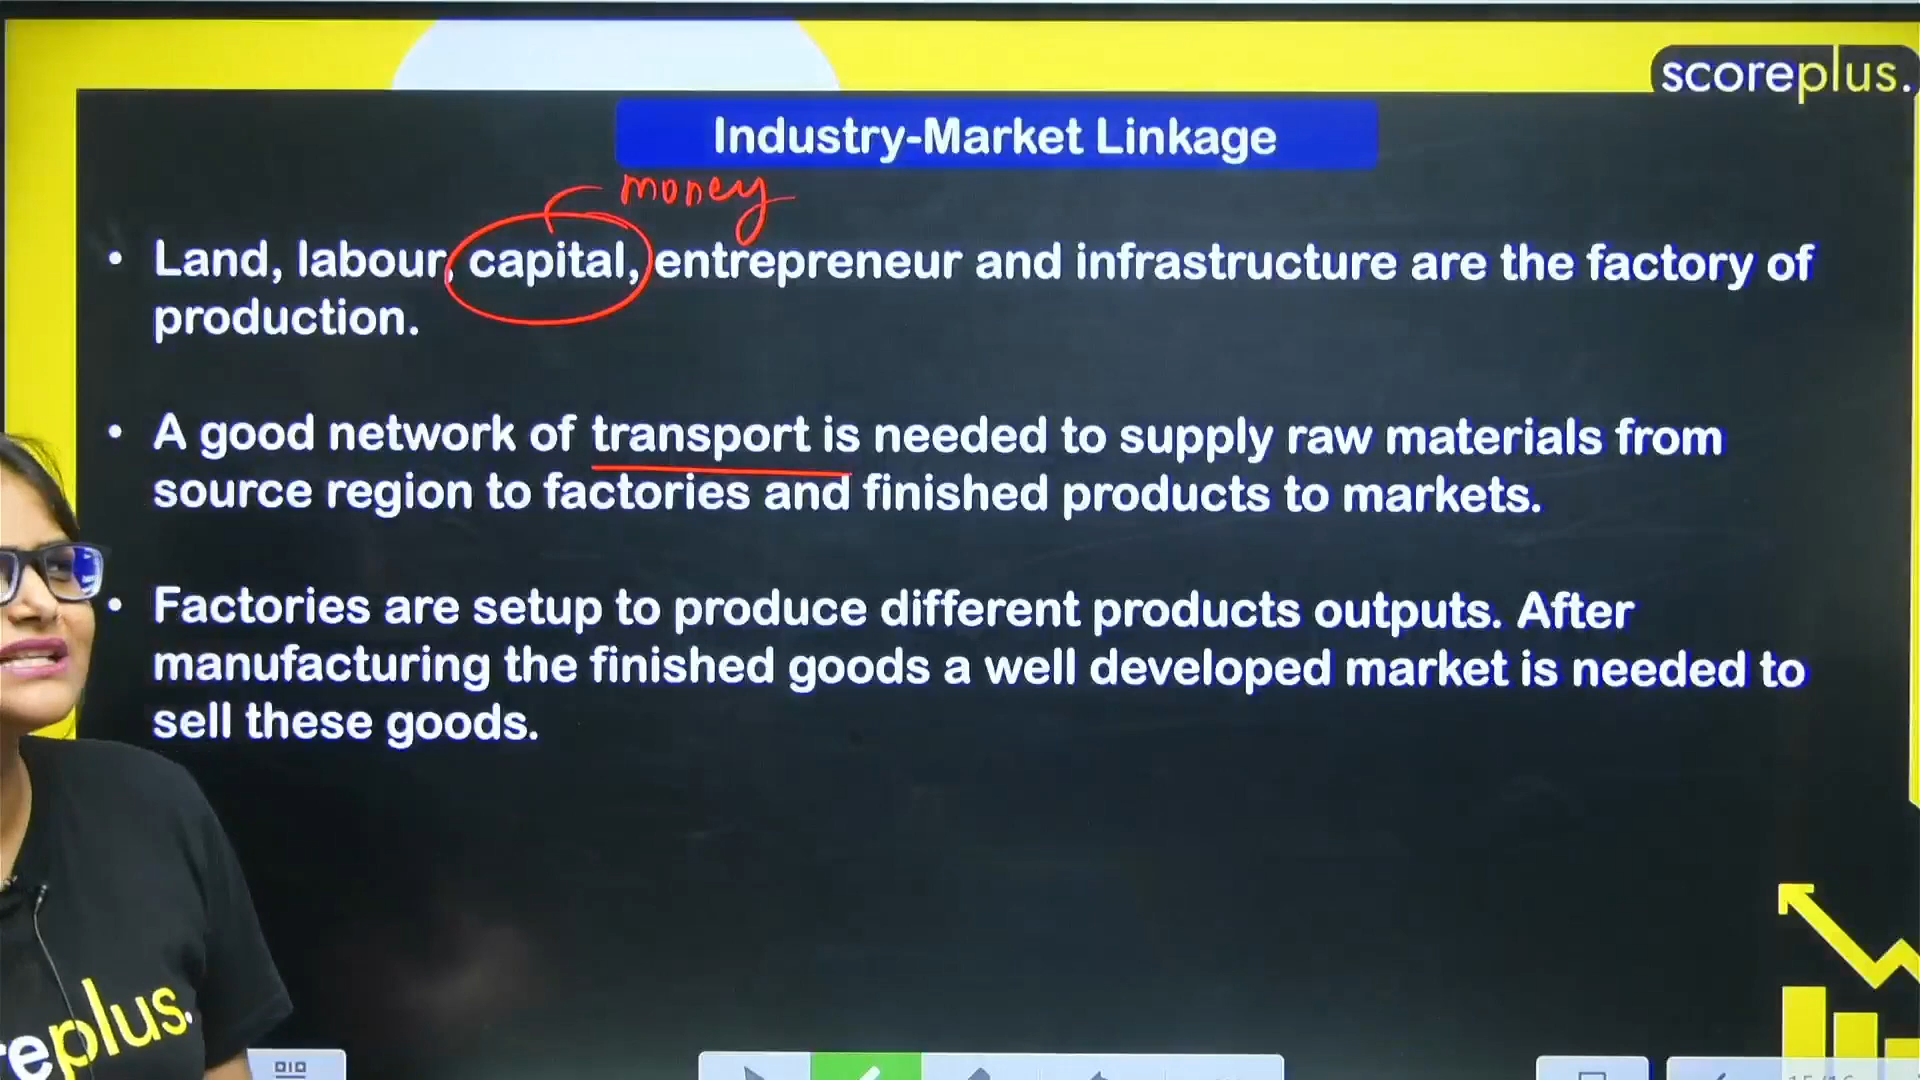 scoreplus.
Industry-Market Linkage
money
• Land, labour, capital, entrepreneur and infrastructure are the factory of
production.
• A good network of transport is needed to supply raw materials from
source region to factories and finished products to markets.
• Factories are setup to produce different products outputs. After
manufacturing the finished goods a well developed market is needed to
sell these goods.
replus.